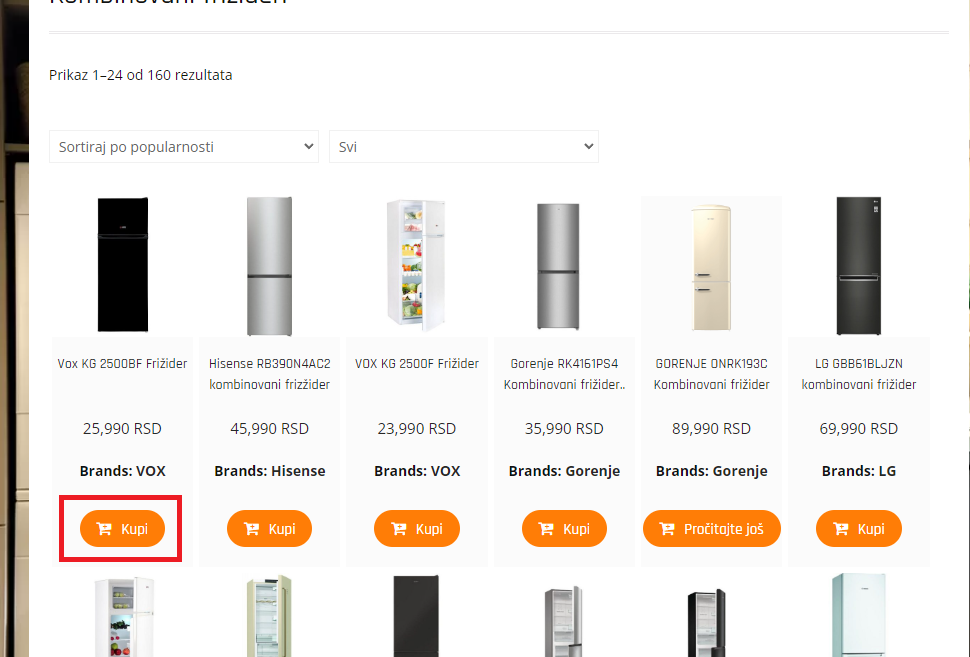 Kombinovani frižideri
Prikaz 1–24 od 160 rezultata
Sortiraj po popularnosti
Svi
Vox KG 2500BF Frižider
25,990 RSD
Brands: VOX
Kupi
Hisense RB390N4AC2
kombinovani frizžider
45,990 RSD
Brands: Hisense
Kupi
VOX KG 2500F Frižider
23,990 RSD
Brands: VOX
Kupi
Gorenje RK4161PS4
Kombinovani frižider..
35,990 RSD
Brands: Gorenje
Kupi
GORENJE ONRK193C
Kombinovani frižider
89,990 RSD
Brands: Gorenje
Pročitajte još
LG GBB61BLJZN
kombinovani frižider
69,990 RSD
Brands: LG
Kupi